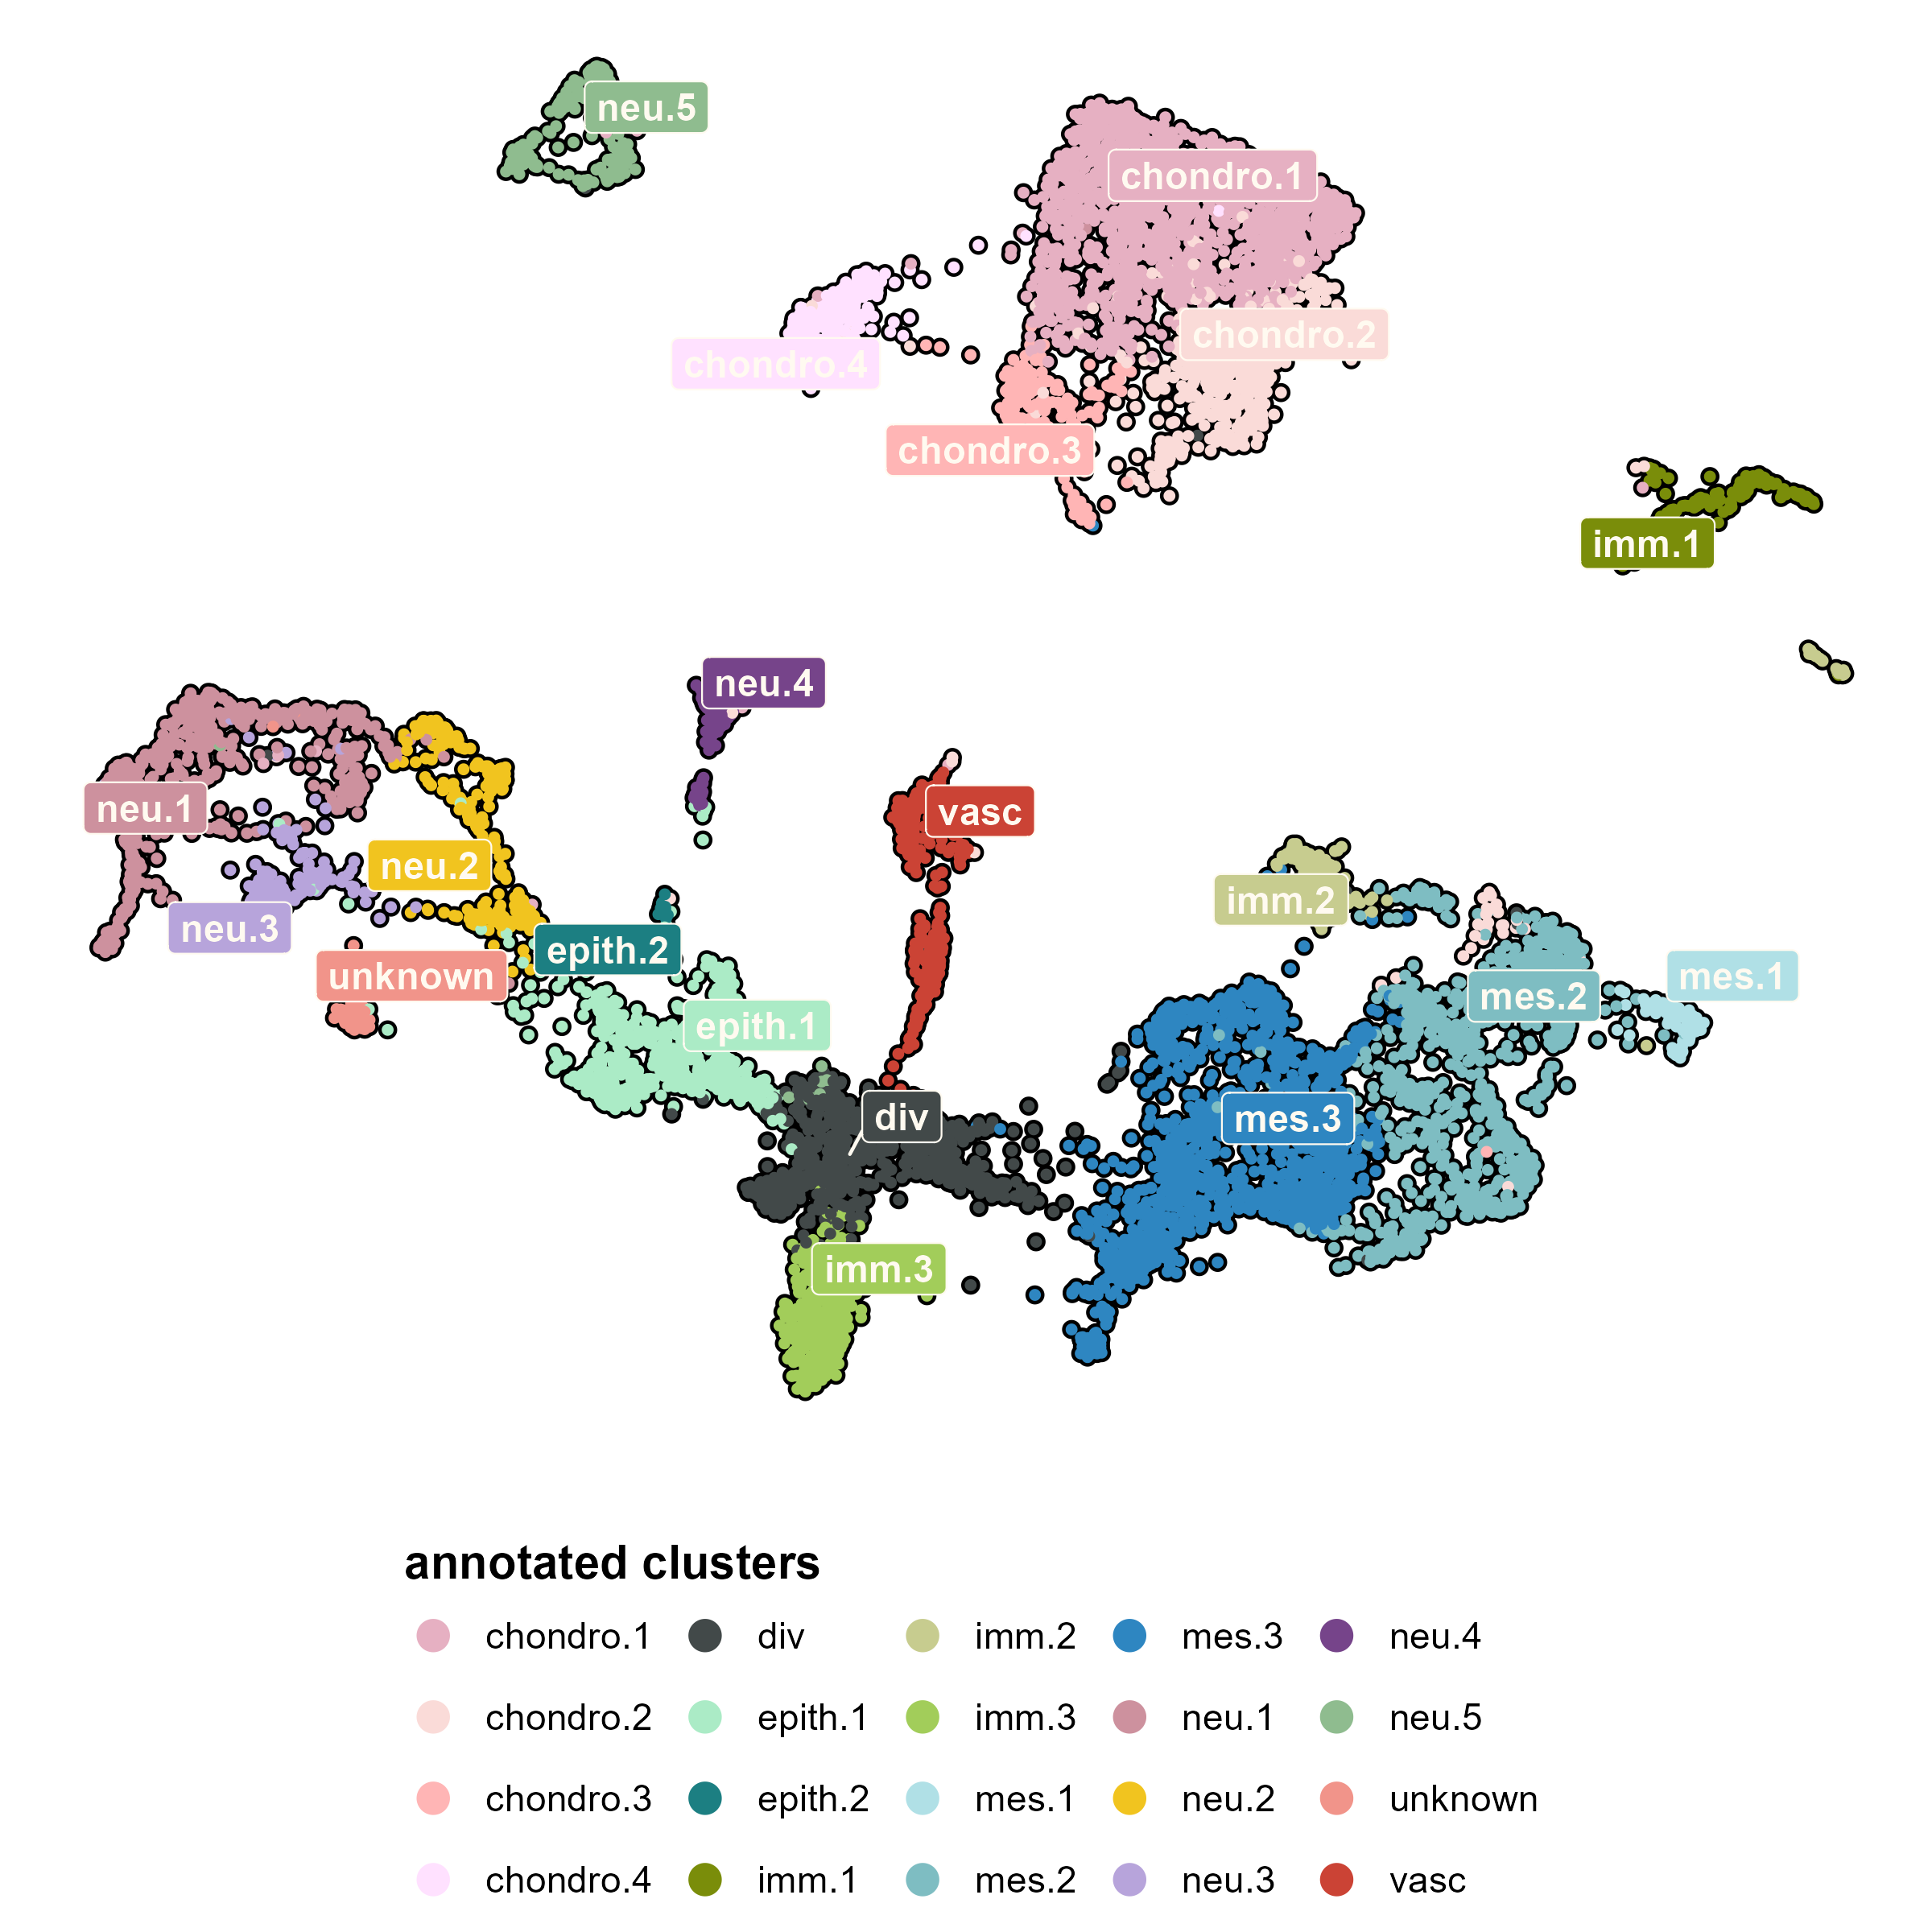 neu.5
chondro.1
chondro.2
chondro.4
chondro.3
imm.1
neu.4
neu.1
vasc
neu.2
imm.2
neu.3
epith.2
unknown
mes.1
mes.2
epith.1
div
mes.3
imm.3
annotated clusters
chondro.1 div imm.2 mes.3 neu.4
chondro.2 epith.1 imm.3 neu.1 neu.5
chondro.3 epith.2 mes.1 neu.2 unknown
chondro.4 imm.1 mes.2 neu.3 vasc